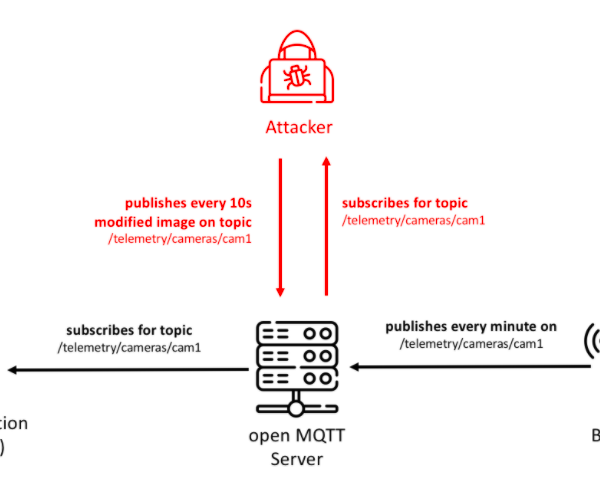 Attacker
publishes every 10s
modified image on topic
/telemetry/cameras/cam1
subscribes for topic
/telemetry/cameras/cam1
subscribes for topic
/telemetry/cameras/cam1
publishes every minute on
/telemetry/cameras/cam1
tion
)
open MQTT
Server
B